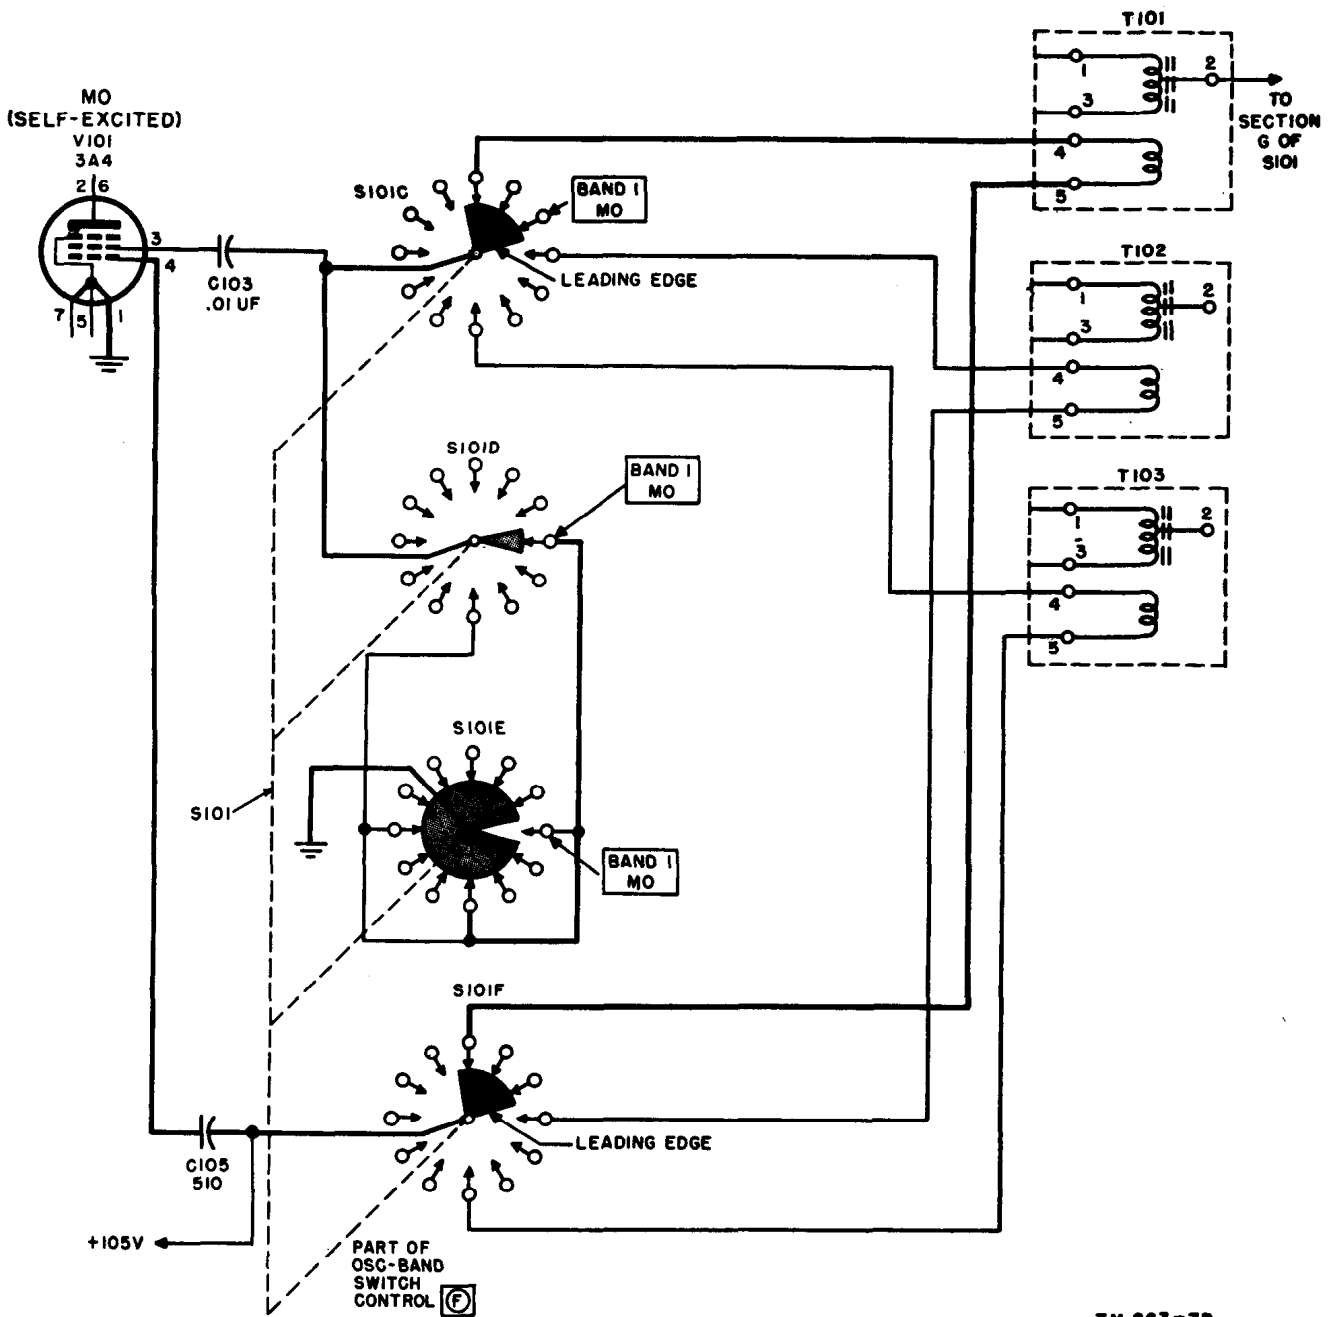 T101
1
2
3
4
5
TO
SECTION
G OF
S101
MO
(SELF-EXCITED)
V101
3A4
2 6
3
4
7 5 1
C103
.01 UF
S101C
BAND 1
MO
LEADING EDGE
T102
1
2
3
4
5
S101D
BAND 1
MO
T103
1
2
3
4
5
S101E
S101
BAND 1
MO
S101F
LEADING EDGE
C105
510
+105V
PART OF
OSC-BAND
SWITCH
CONTROL F